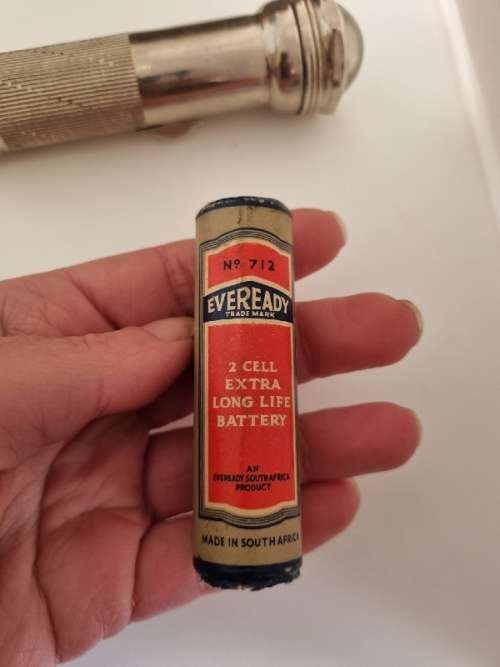 Nº 712
EVEREADY
TRADE MARK
2 CELL
EXTRA
LONG LIFE
BATTERY
AN
EVEREADY SOUTH AFRICA
PRODUCT
MADE IN SOUTH AFRICA